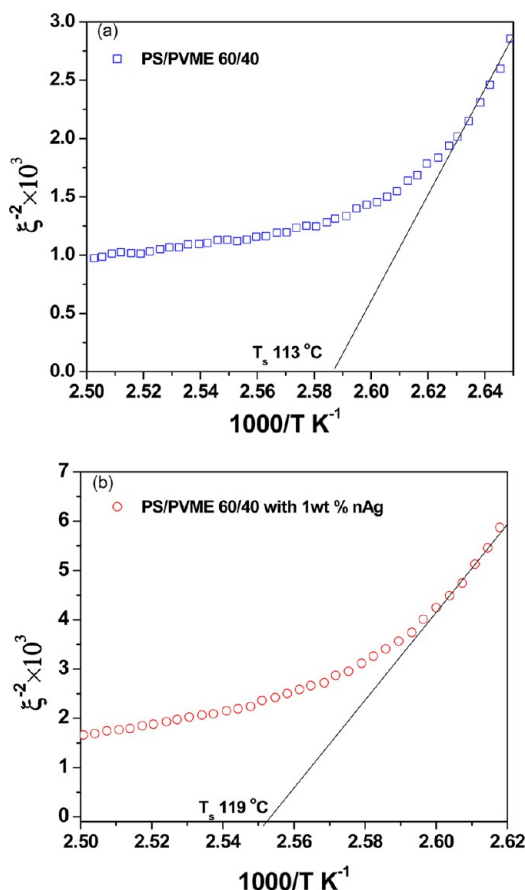 (a)
PS/PVME 60/40
3.0
2.5
2.0
1.5
1.0
0.5
0.0
ξ⁻²×10³
Tₛ 113 °C
2.50 2.52 2.54 2.56 2.58 2.60 2.62 2.64
1000/T K⁻¹
(b)
PS/PVME 60/40 with 1wt % nAg
7
6
5
4
3
2
1
0
ξ⁻²×10³
Tₛ 119 °C
2.50 2.52 2.54 2.56 2.58 2.60 2.62
1000/T K⁻¹